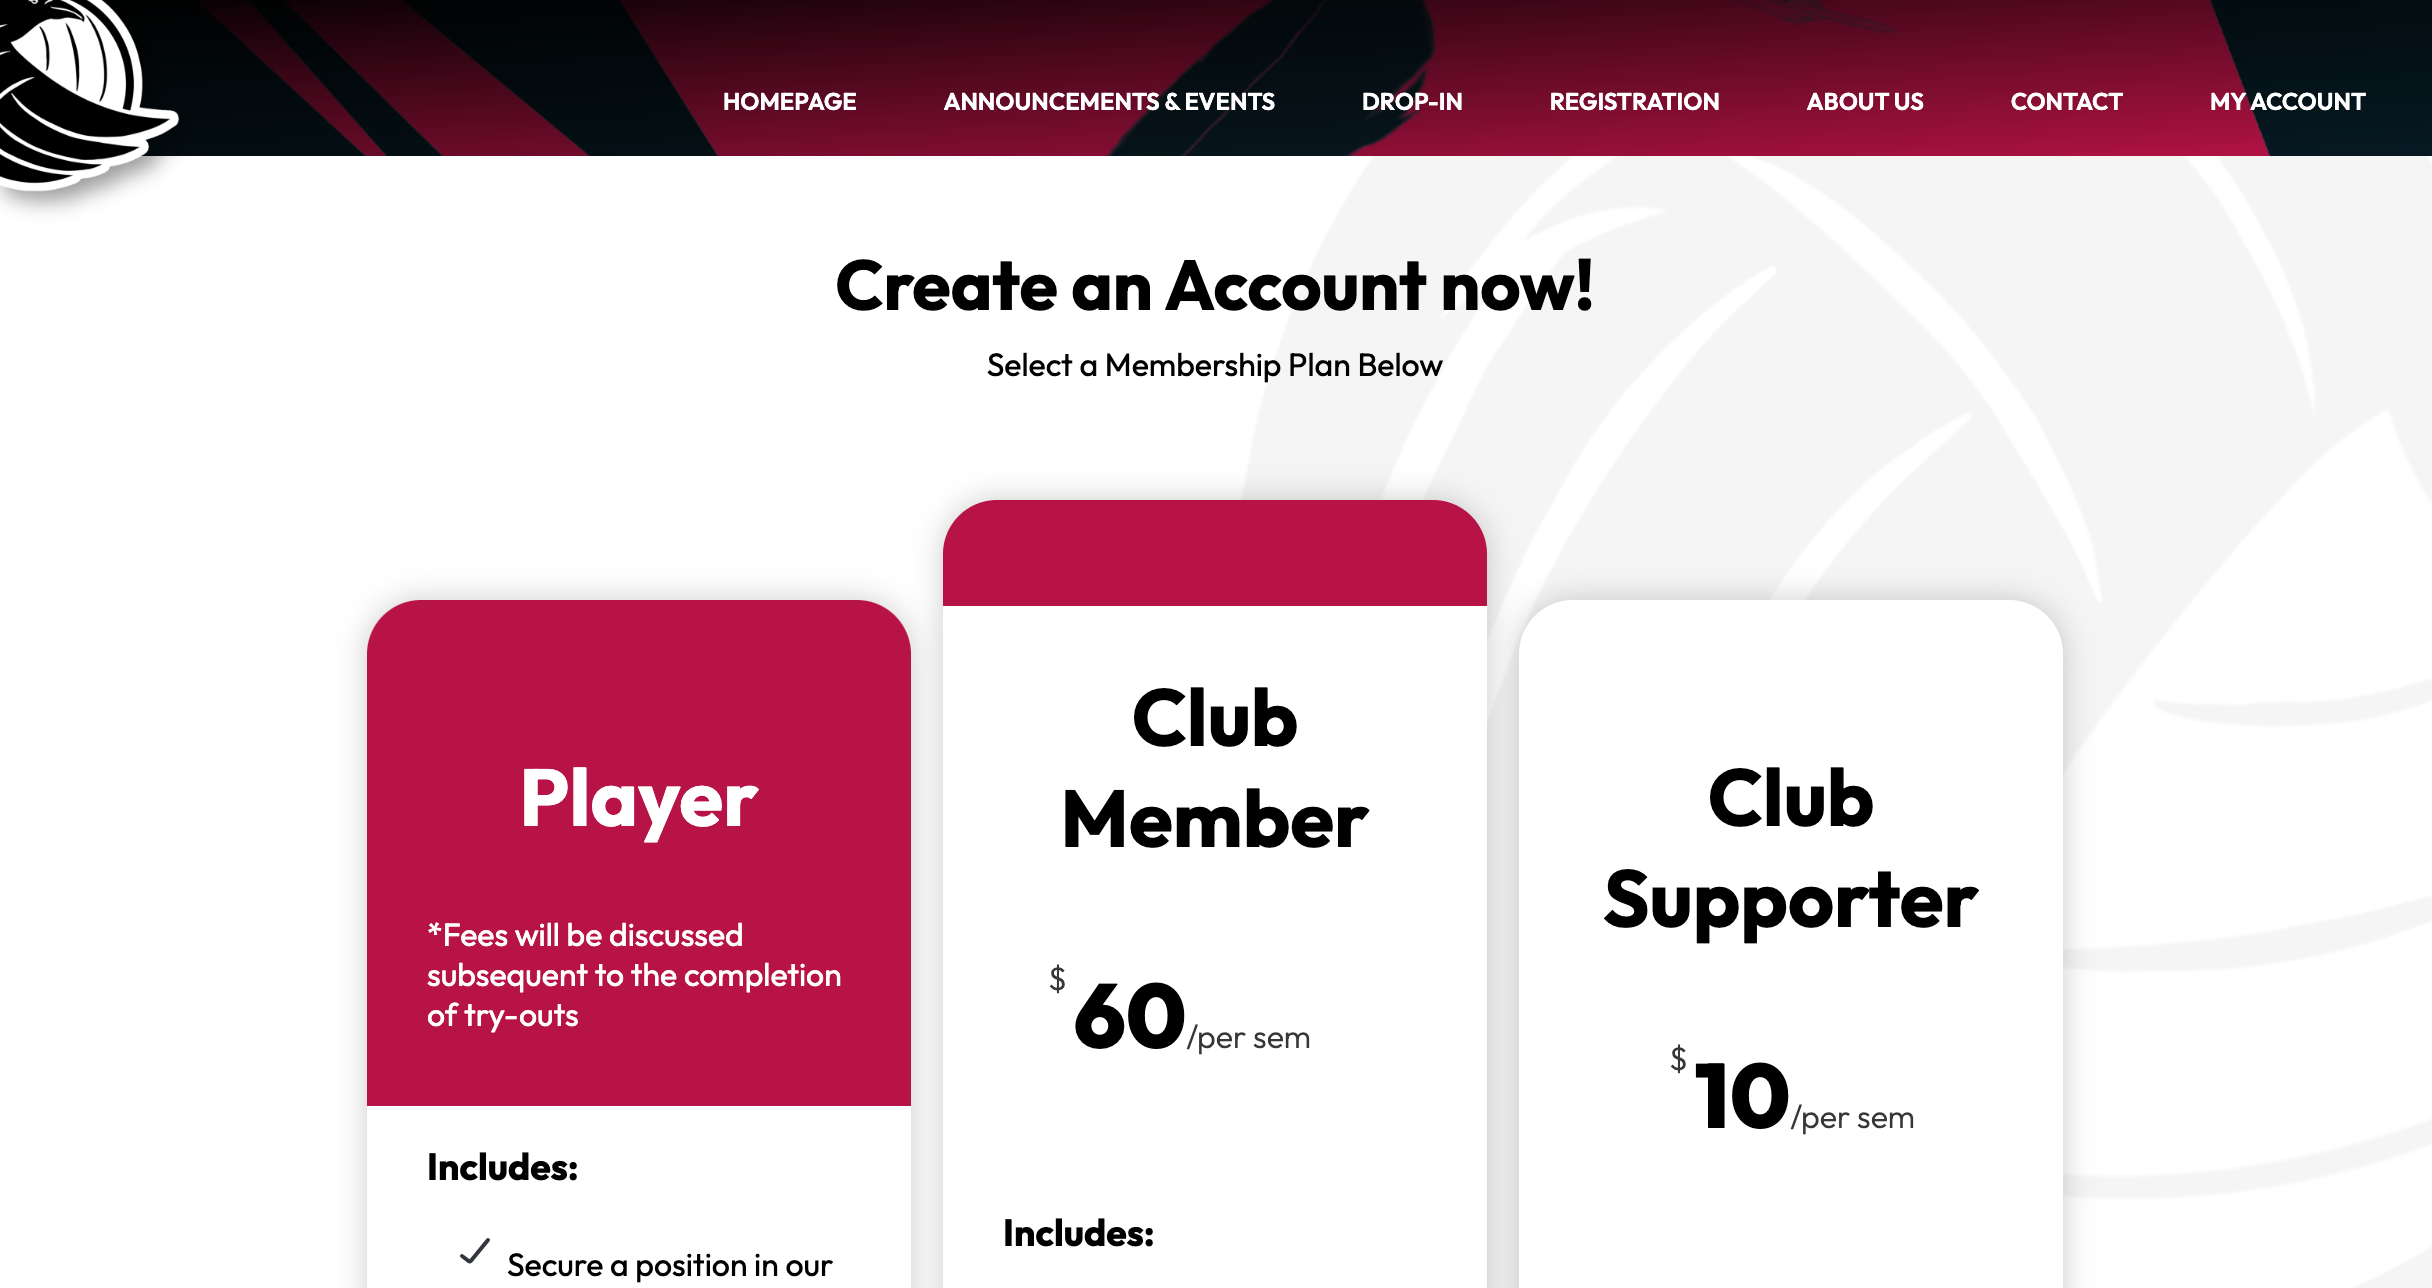 HOMEPAGE ANNOUNCEMENTS & EVENTS DROP-IN REGISTRATION ABOUT US CONTACT MY ACCOUNT
Create an Account now!
Select a Membership Plan Below
Player
*Fees will be discussed
subsequent to the completion
of try-outs
Includes:
Secure a position in our
Club
Member
$60/per sem
Includes:
Club
Supporter
$10/per sem